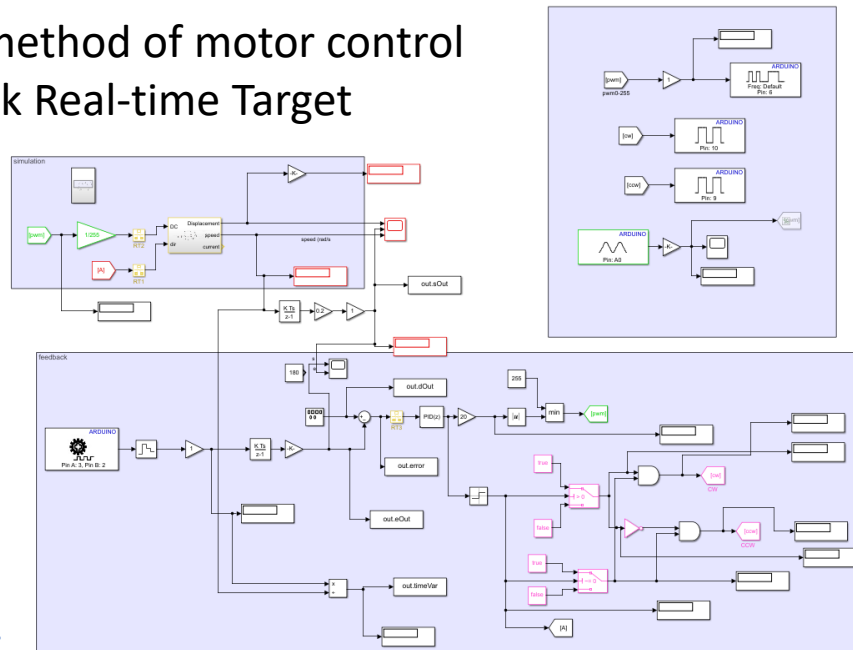 method of motor control
k Real-time Target
simulation
[pwm]
1/255
RT2
[A]
RT1
DC
dir
Displacement
speed
current
-K-
speed (rad/s
K Ts
z-1
0.2
1
out.sOut
[pwm]
pwm0-255
1
ARDUINO
Freq: Default
Pin: 6
[cw]
ARDUINO
Pin: 10
[ccw]
ARDUINO
Pin: 9
ARDUINO
Pin: A0
-K-
feedback
ARDUINO
Pin A: 3, Pin B: 2
1
K Ts
z-1
-K-
180
s
out.dOut
RT3
PID(z)
20
|u|
255
min
[pwm]
out.error
out.eOut
out.timeVar
true
> 0
false
true
>= 0
false
[cw]
CW
[ccw]
CCW
[A]